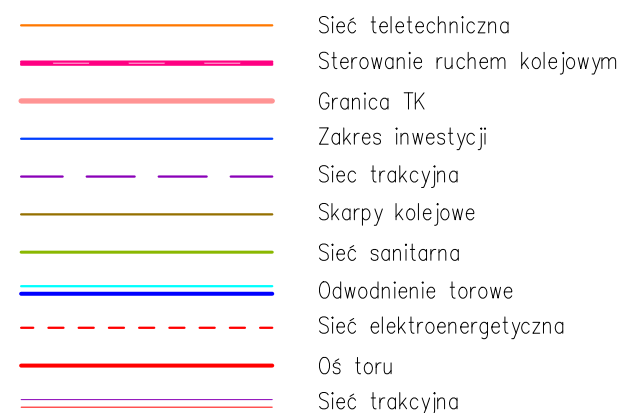 Sieć teletechniczna
Sterowanie ruchem kolejowym
Granica TK
Zakres inwestycji
Siec trakcyjna
Skarpy kolejowe
Sieć sanitarna
Odwodnienie torowe
Sieć elektroenergetyczna
Oś toru
Sieć trakcyjna